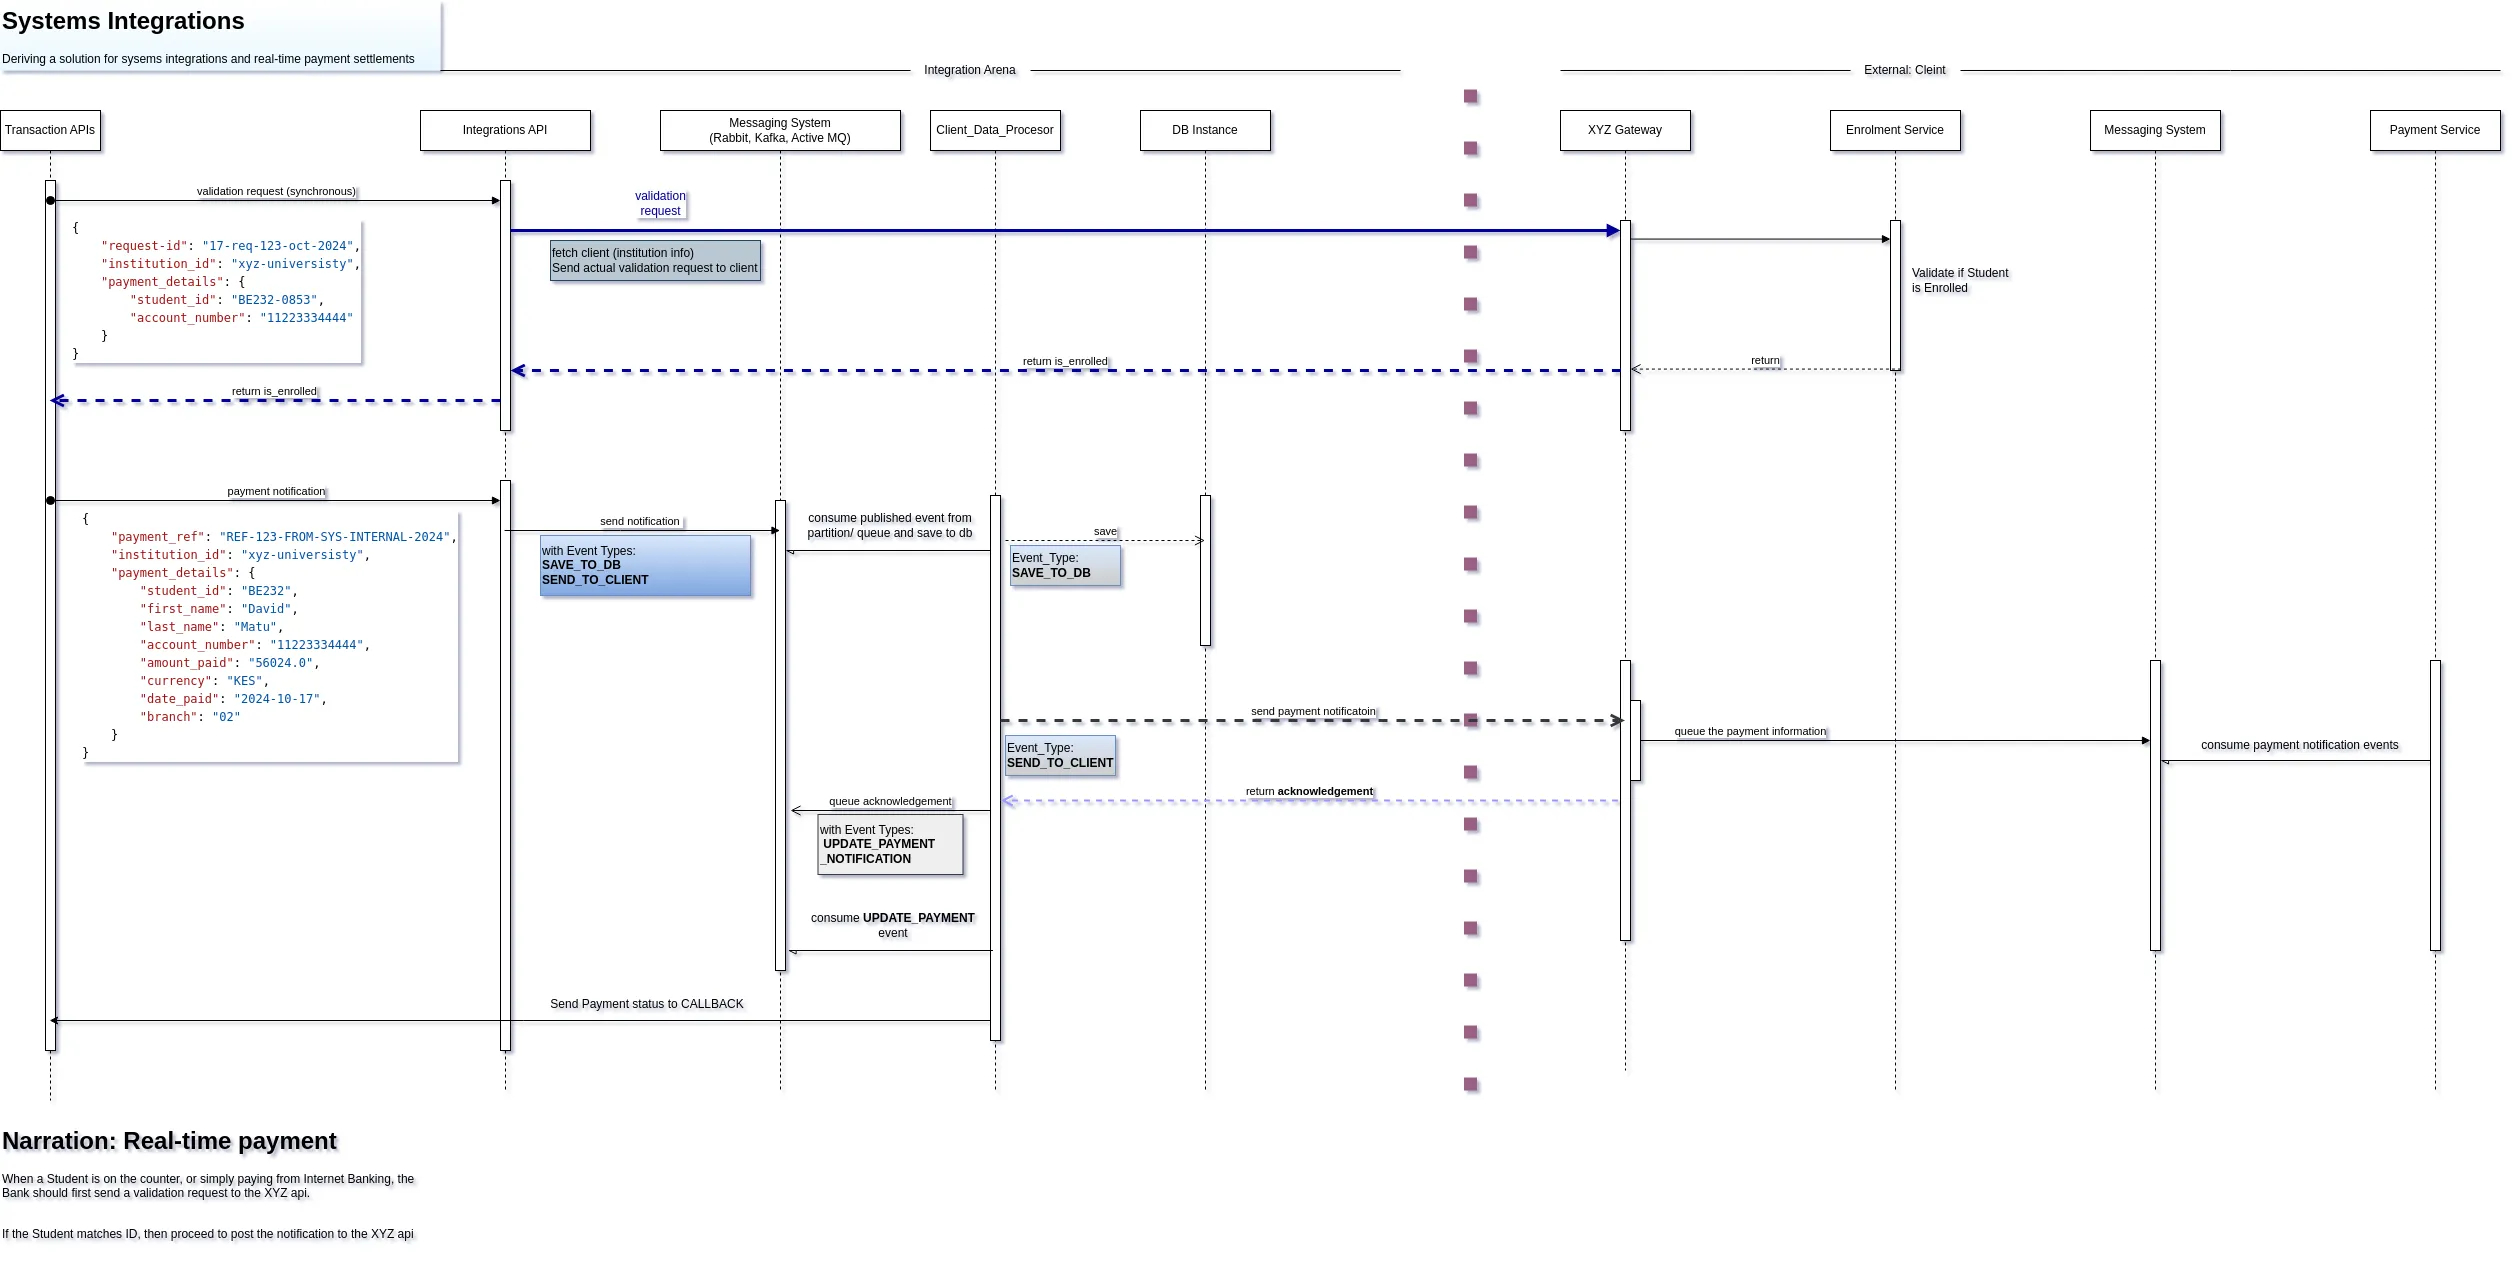 Systems Integrations
Deriving a solution for sysems integrations and real-time payment settlements
Integration Arena
External: Cleint
Transaction APIs
Integrations API
Messaging System
(Rabbit, Kafka, Active MQ)
Client_Data_Procesor
DB Instance
XYZ Gateway
Enrolment Service
Messaging System
Payment Service
validation request (synchronous)
{
    "request-id": "17-req-123-oct-2024",
    "institution_id": "xyz-universisty",
    "payment_details": {
        "student_id": "BE232-0853",
        "account_number": "11223334444"
    }
}
validation
request
fetch client (institution info)
Send actual validation request to client
Validate if Student
is Enrolled
return
return is_enrolled
return is_enrolled
payment notification
{
    "payment_ref": "REF-123-FROM-SYS-INTERNAL-2024",
    "institution_id": "xyz-universisty",
    "payment_details": {
        "student_id": "BE232",
        "first_name": "David",
        "last_name": "Matu",
        "account_number": "11223334444",
        "amount_paid": "56024.0",
        "currency": "KES",
        "date_paid": "2024-10-17",
        "branch": "02"
    }
}
send notification
with Event Types:
SAVE_TO_DB
SEND_TO_CLIENT
consume published event from
partition/ queue and save to db
save
Event_Type:
SAVE_TO_DB
send payment notificatoin
Event_Type:
SEND_TO_CLIENT
queue the payment information
consume payment notification events
return acknowledgement
queue acknowledgement
with Event Types:
UPDATE_PAYMENT
_NOTIFICATION
consume UPDATE_PAYMENT
event
Send Payment status to CALLBACK
Narration: Real-time payment
When a Student is on the counter, or simply paying from Internet Banking, the
Bank should first send a validation request to the XYZ api.
If the Student matches ID, then proceed to post the notification to the XYZ api